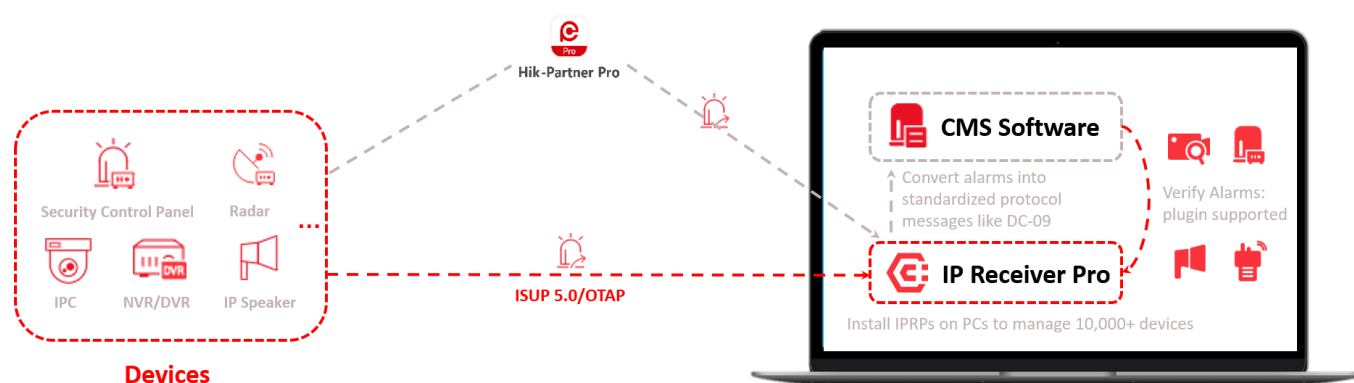 Pro
Hik-Partner Pro
Security Control Panel
Radar
...
IPC
NVR/DVR
DVR
IP Speaker
Devices
ISUP 5.0/OTAP
CMS Software
Convert alarms into
standardized protocol
messages like DC-09
Verify Alarms:
plugin supported
IP Receiver Pro
Install IPRPs on PCs to manage 10,000+ devices